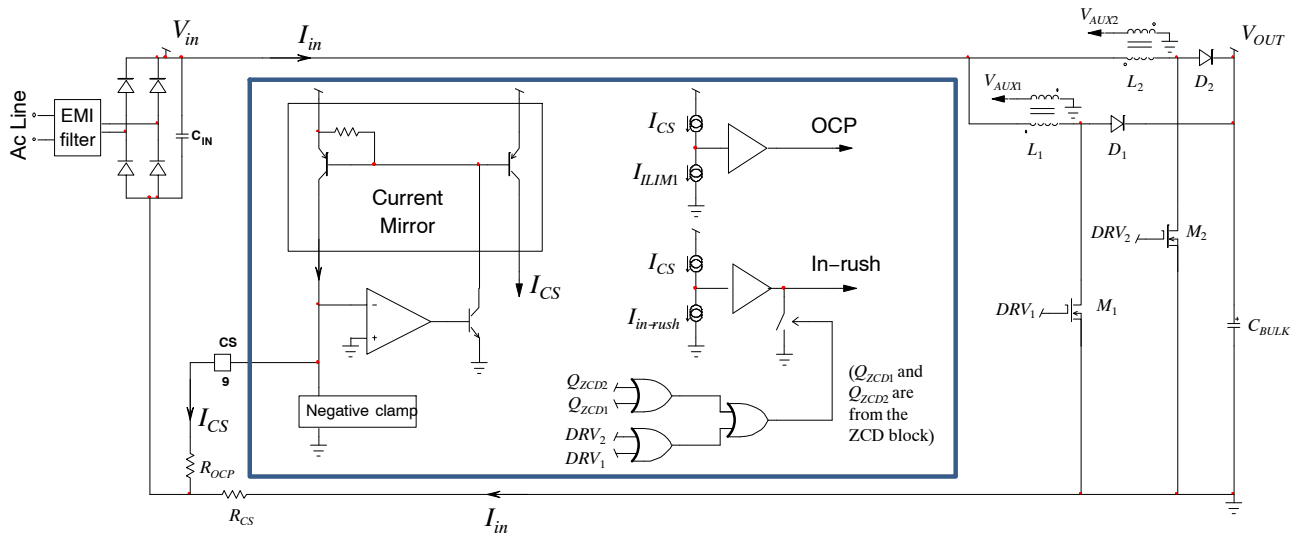 V_in
I_in
V_AUX2
V_OUT
L_2
D_2
Ac Line
EMI
filter
C_IN
V_AUX1
L_1
D_1
Current
Mirror
I_CS
I_CS
OCP
I_ILIM1
I_CS
In-rush
I_in-rush
DRV_2
M_2
DRV_1
M_1
C_BULK
-
+
CS
9
I_CS
Negative clamp
Q_ZCD2
Q_ZCD1
DRV_2
DRV_1
(Q_ZCD1 and
Q_ZCD2 are
from the
ZCD block)
R_OCP
R_CS
I_in